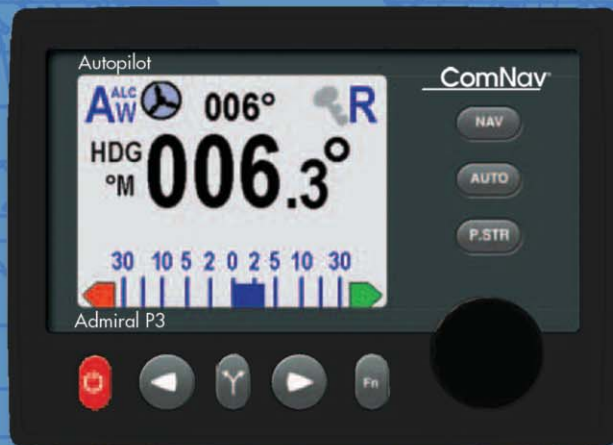 Autopilot
ComNav
A ALC W 006° R
HDG
°M 006.3°
30 10 5 2 0 2 5 10 30
Admiral P3
NAV
AUTO
P.STR
Fn